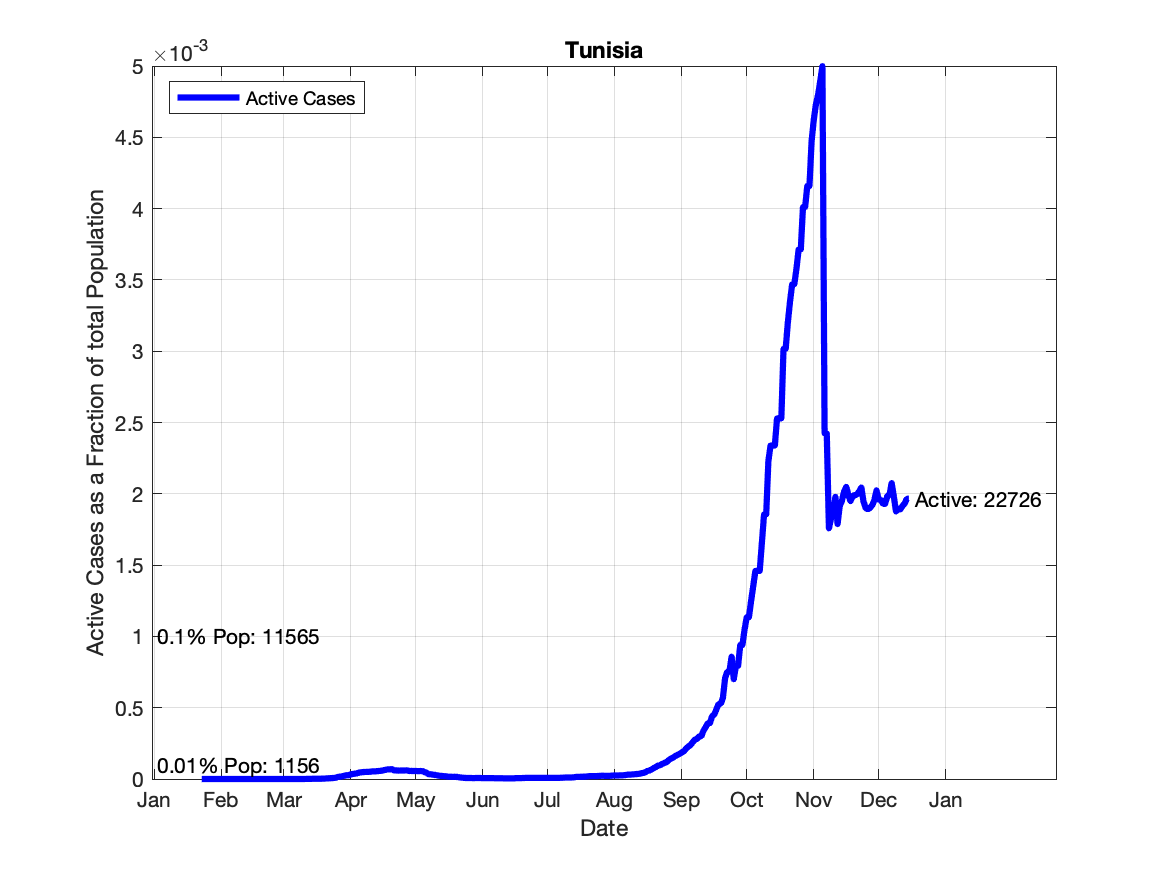 Tunisia
×10-3
5
4.5
4
3.5
3
2.5
2
1.5
1
0.5
0
Active Cases as a Fraction of total Population
Active Cases
Active: 22726
0.1% Pop: 11565
0.01% Pop: 1156
Jan Feb Mar Apr May Jun Jul Aug Sep Oct Nov Dec Jan
Date